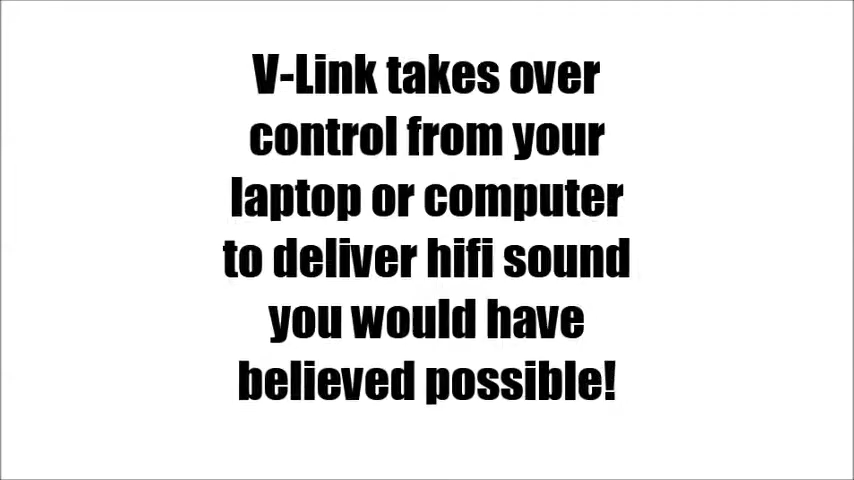 V-Link takes over
control from your
laptop or computer
to deliver hifi sound
you would have
believed possible!